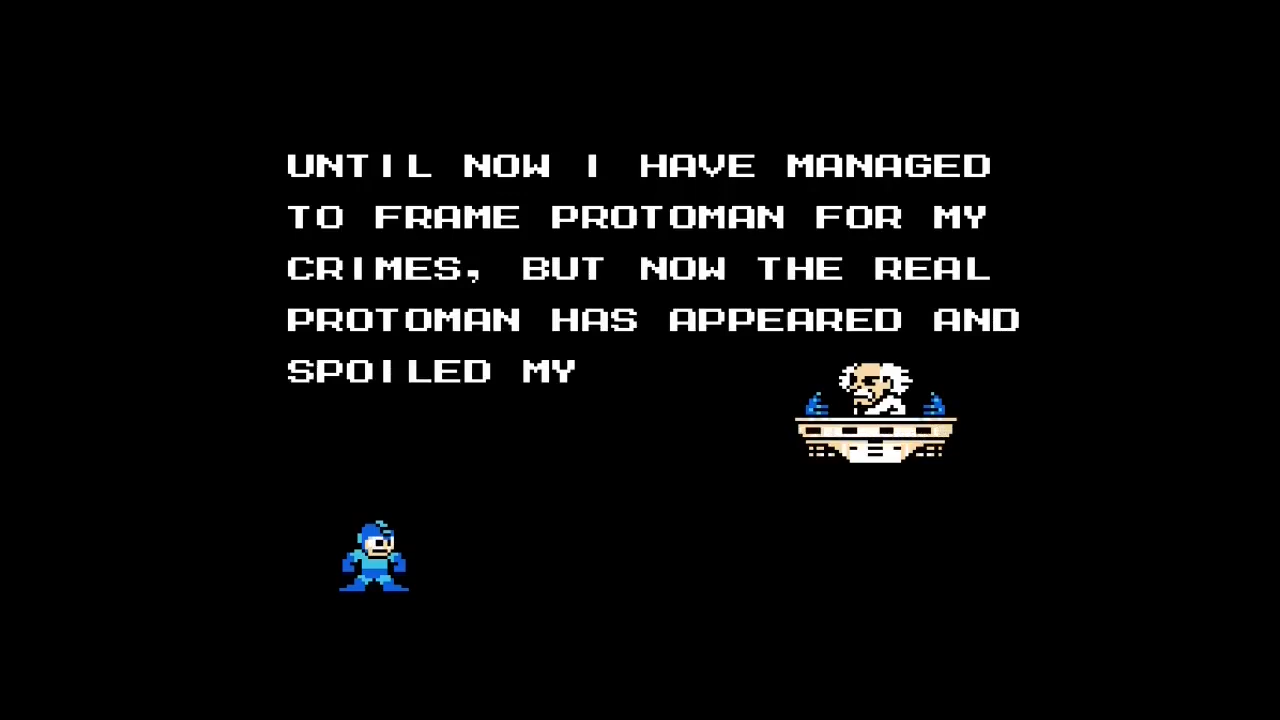 UNTIL NOW I HAVE MANAGED
TO FRAME PROTOMAN FOR MY
CRIMES, BUT NOW THE REAL
PROTOMAN HAS APPEARED AND
SPOILED MY